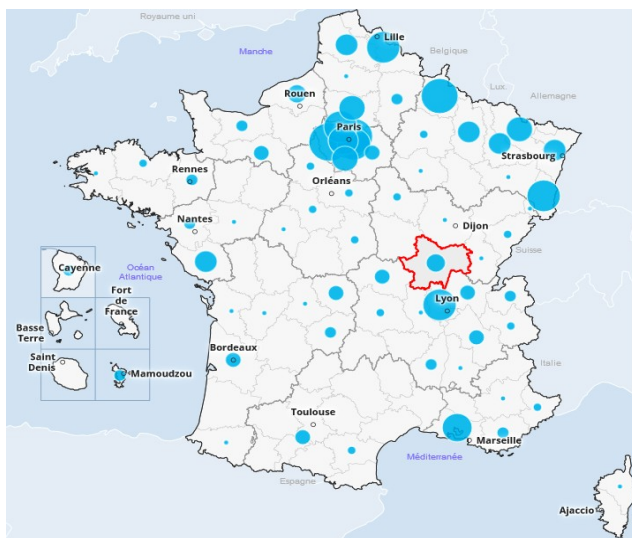 Royaume uni
Manche
Lille
Belgique
Lux.
Allemagne
Rouen
Paris
Strasbourg
Rennes
Orléans
Nantes
Dijon
Suisse
Cayenne
Océan
Atlantique
Fort
de
France
Basse
Terre
Saint
Denis
Mamoudzou
Lyon
Bordeaux
Italie
Toulouse
Marseille
Méditerranée
Espagne
Ajaccio